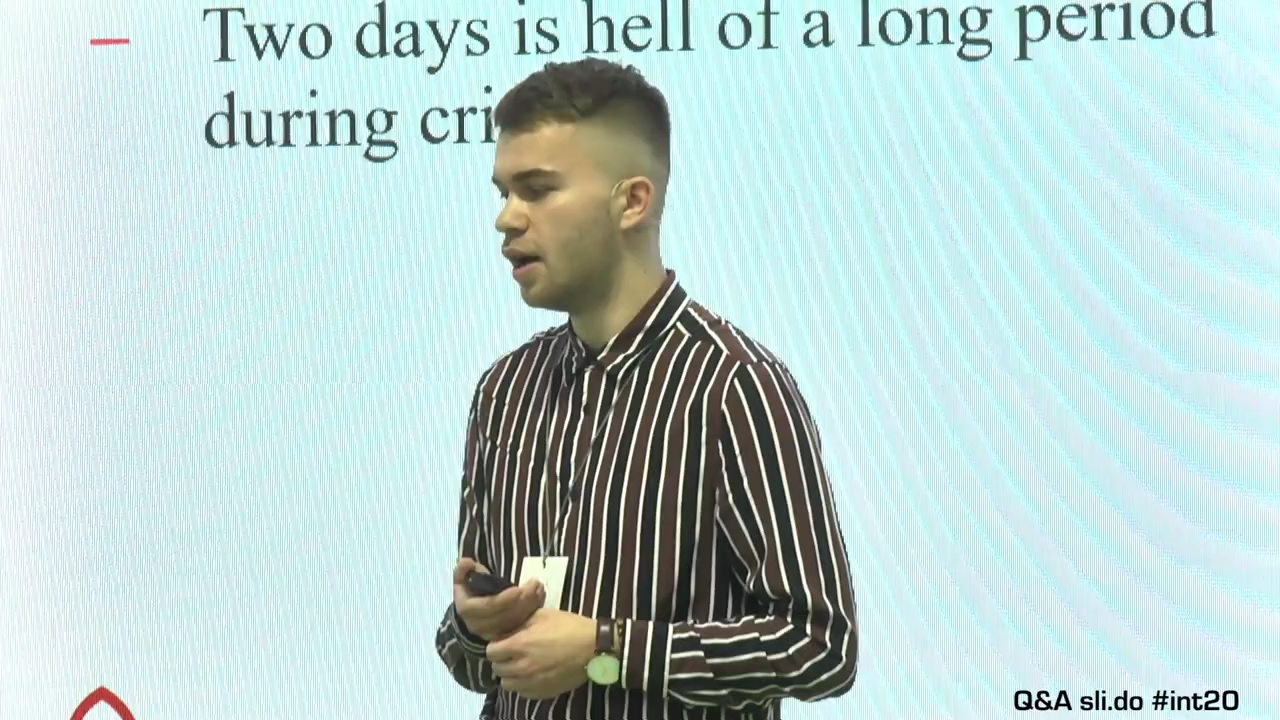 – Two days is hell of a long period
during cri
Q&A sli.do #int20